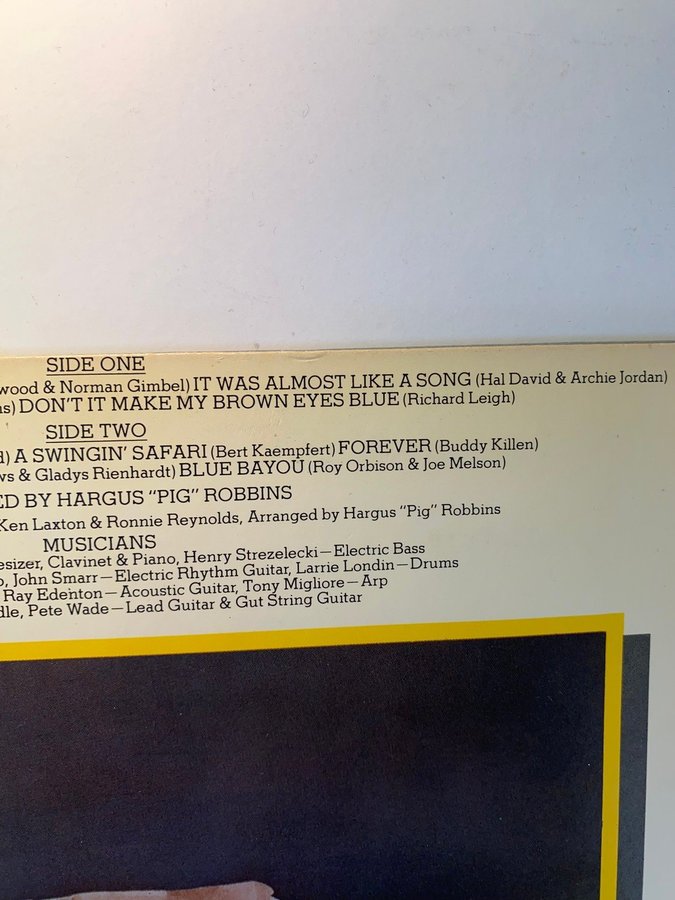 SIDE ONE
wood & Norman Gimbel) IT WAS ALMOST LIKE A SONG (Hal David & Archie Jordan)
ns) DON'T IT MAKE MY BROWN EYES BLUE (Richard Leigh)
SIDE TWO
d) A SWINGIN' SAFARI (Bert Kaempfert) FOREVER (Buddy Killen)
ws & Gladys Rienhardt) BLUE BAYOU (Roy Orbison & Joe Melson)
ED BY HARGUS "PIG" ROBBINS
Ken Laxton & Ronnie Reynolds, Arranged by Hargus "Pig" Robbins
MUSICIANS
esizer, Clavinet & Piano, Henry Strezelecki—Electric Bass
o, John Smarr—Electric Rhythm Guitar, Larrie Londin—Drums
Ray Edenton—Acoustic Guitar, Tony Migliore—Arp
dle, Pete Wade—Lead Guitar & Gut String Guitar